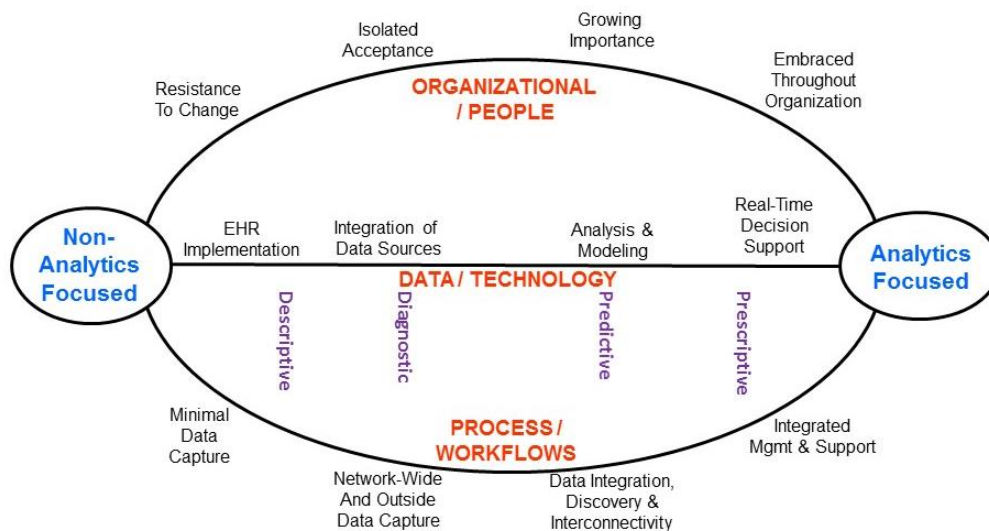 Isolated
Acceptance
Growing
Importance
Resistance
To Change
Embraced
Throughout
Organization
ORGANIZATIONAL
/ PEOPLE
Non-
Analytics
Focused
EHR
Implementation
Integration of
Data Sources
Analysis &
Modeling
Real-Time
Decision
Support
Analytics
Focused
DATA / TECHNOLOGY
Descriptive
Diagnostic
Predictive
Prescriptive
Minimal
Data
Capture
PROCESS /
WORKFLOWS
Integrated
Mgmt & Support
Network-Wide
And Outside
Data Capture
Data Integration,
Discovery &
Interconnectivity